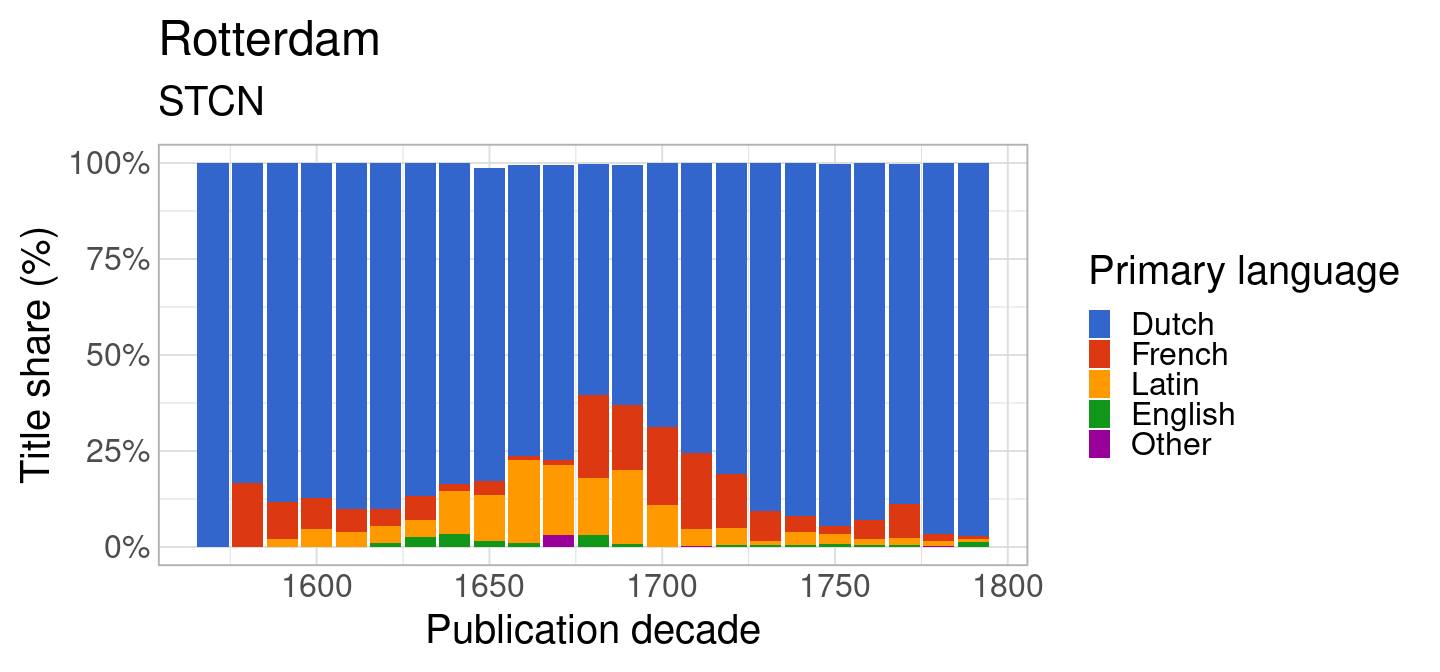 Rotterdam
STCN
Title share (%)
100%
75%
50%
25%
0%
1600 1650 1700 1750 1800
Publication decade
Primary language
Dutch
French
Latin
English
Other